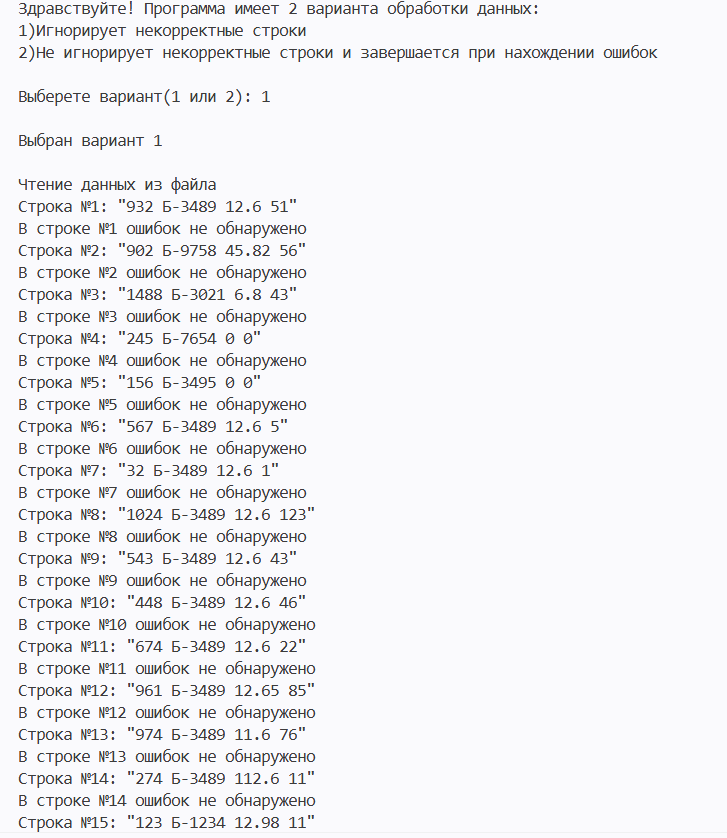 Здравствуйте! Программа имеет 2 варианта обработки данных:
1)Игнорирует некорректные строки
2)Не игнорирует некорректные строки и завершается при нахождении ошибок
Выберете вариант(1 или 2): 1
Выбран вариант 1
Чтение данных из файла
Строка №1: "932 Б-3489 12.6 51"
В строке №1 ошибок не обнаружено
Строка №2: "902 Б-9758 45.82 56"
В строке №2 ошибок не обнаружено
Строка №3: "1488 Б-3021 6.8 43"
В строке №3 ошибок не обнаружено
Строка №4: "245 Б-7654 0 0"
В строке №4 ошибок не обнаружено
Строка №5: "156 Б-3495 0 0"
В строке №5 ошибок не обнаружено
Строка №6: "567 Б-3489 12.6 5"
В строке №6 ошибок не обнаружено
Строка №7: "32 Б-3489 12.6 1"
В строке №7 ошибок не обнаружено
Строка №8: "1024 Б-3489 12.6 123"
В строке №8 ошибок не обнаружено
Строка №9: "543 Б-3489 12.6 43"
В строке №9 ошибок не обнаружено
Строка №10: "448 Б-3489 12.6 46"
В строке №10 ошибок не обнаружено
Строка №11: "674 Б-3489 12.6 22"
В строке №11 ошибок не обнаружено
Строка №12: "961 Б-3489 12.65 85"
В строке №12 ошибок не обнаружено
Строка №13: "974 Б-3489 11.6 76"
В строке №13 ошибок не обнаружено
Строка №14: "274 Б-3489 112.6 11"
В строке №14 ошибок не обнаружено
Строка №15: "123 Б-1234 12.98 11"